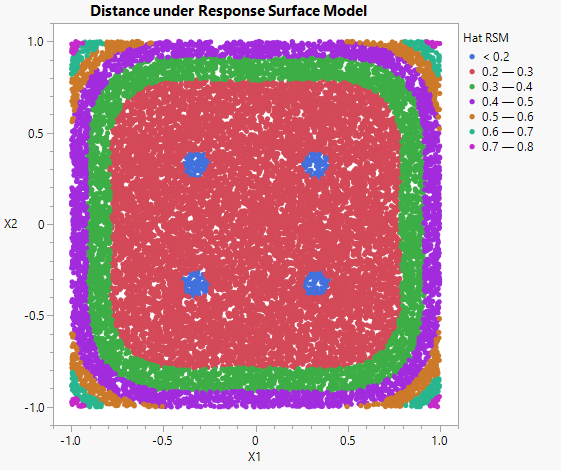 Distance under Response Surface Model
Hat RSM
< 0.2
0.2 — 0.3
0.3 — 0.4
0.4 — 0.5
0.5 — 0.6
0.6 — 0.7
0.7 — 0.8
1.0
0.5
X2
0
-0.5
-1.0
-1.0 -0.5 0 0.5 1.0
X1